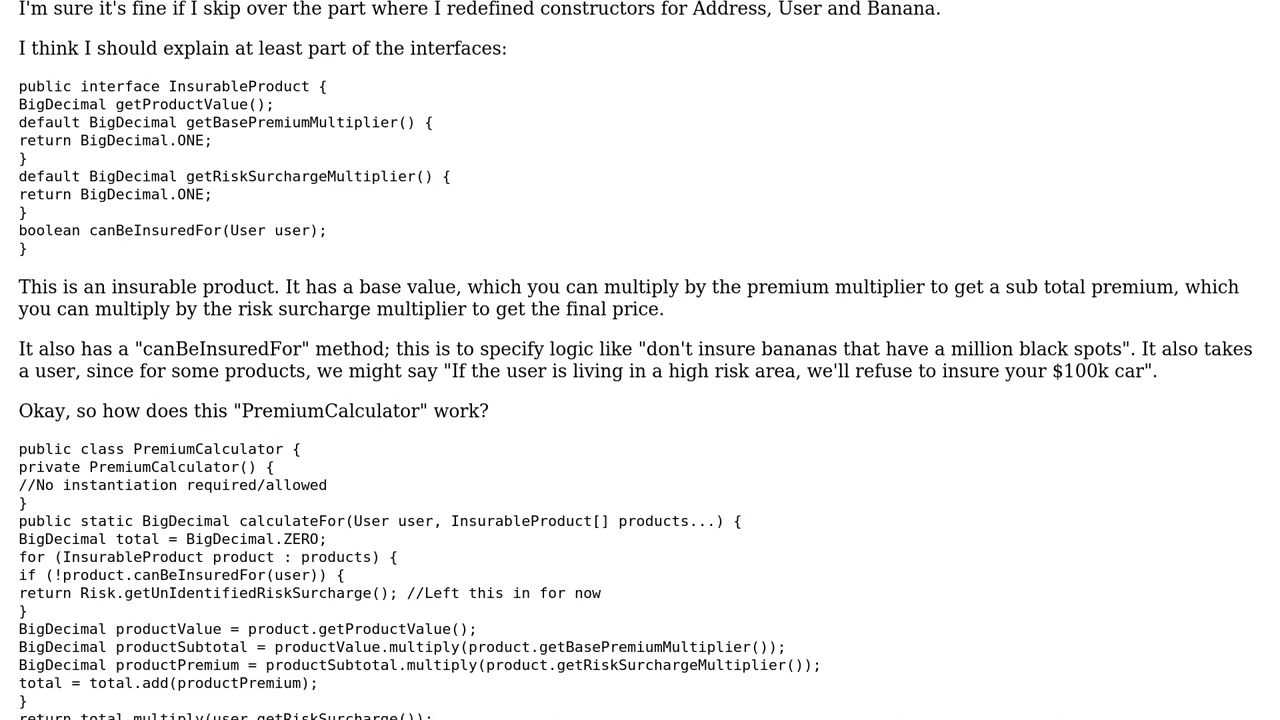 I'm sure it's fine if I skip over the part where I redefined constructors for Address, User and Banana.
I think I should explain at least part of the interfaces:
public interface InsurableProduct {
BigDecimal getProductValue();
default BigDecimal getBasePremiumMultiplier() {
return BigDecimal.ONE;
}
default BigDecimal getRiskSurchargeMultiplier() {
return BigDecimal.ONE;
}
boolean canBeInsuredFor(User user);
}
This is an insurable product. It has a base value, which you can multiply by the premium multiplier to get a sub total premium, which
you can multiply by the risk surcharge multiplier to get the final price.
It also has a "canBeInsuredFor" method; this is to specify logic like "don't insure bananas that have a million black spots". It also takes
a user, since for some products, we might say "If the user is living in a high risk area, we'll refuse to insure your $100k car".
Okay, so how does this "PremiumCalculator" work?
public class PremiumCalculator {
private PremiumCalculator() {
//No instantiation required/allowed
}
public static BigDecimal calculateFor(User user, InsurableProduct[] products...) {
BigDecimal total = BigDecimal.ZERO;
for (InsurableProduct product : products) {
if (!product.canBeInsuredFor(user)) {
return Risk.getUnIdentifiedRiskSurcharge(); //Left this in for now
}
BigDecimal productValue = product.getProductValue();
BigDecimal productSubtotal = productValue.multiply(product.getBasePremiumMultiplier());
BigDecimal productPremium = productSubtotal.multiply(product.getRiskSurchargeMultiplier());
total = total.add(productPremium);
}
return total.multiply(user.getRiskSurcharge());